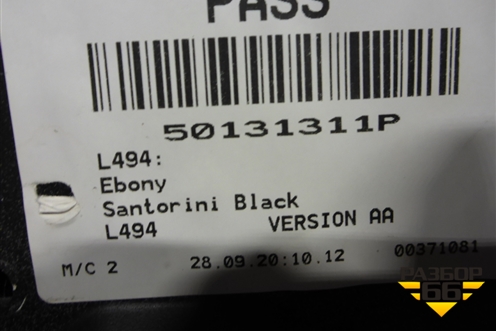 PASS
50131311P
L494:
Ebony
Santorini Black
L494 VERSION AA
M/C 2 28.09.20:10.12 00371081
РАЗБОР
66